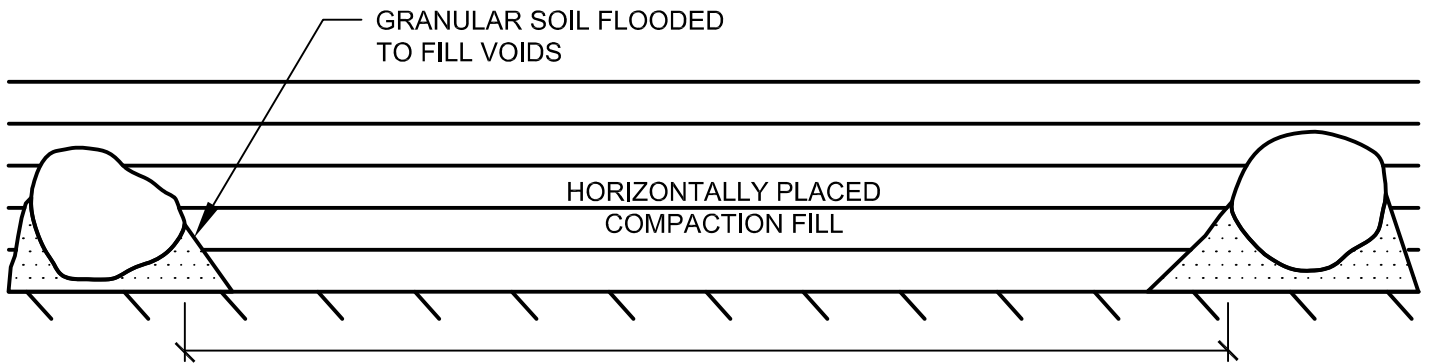 GRANULAR SOIL FLOODED
TO FILL VOIDS
HORIZONTALLY PLACED
COMPACTION FILL